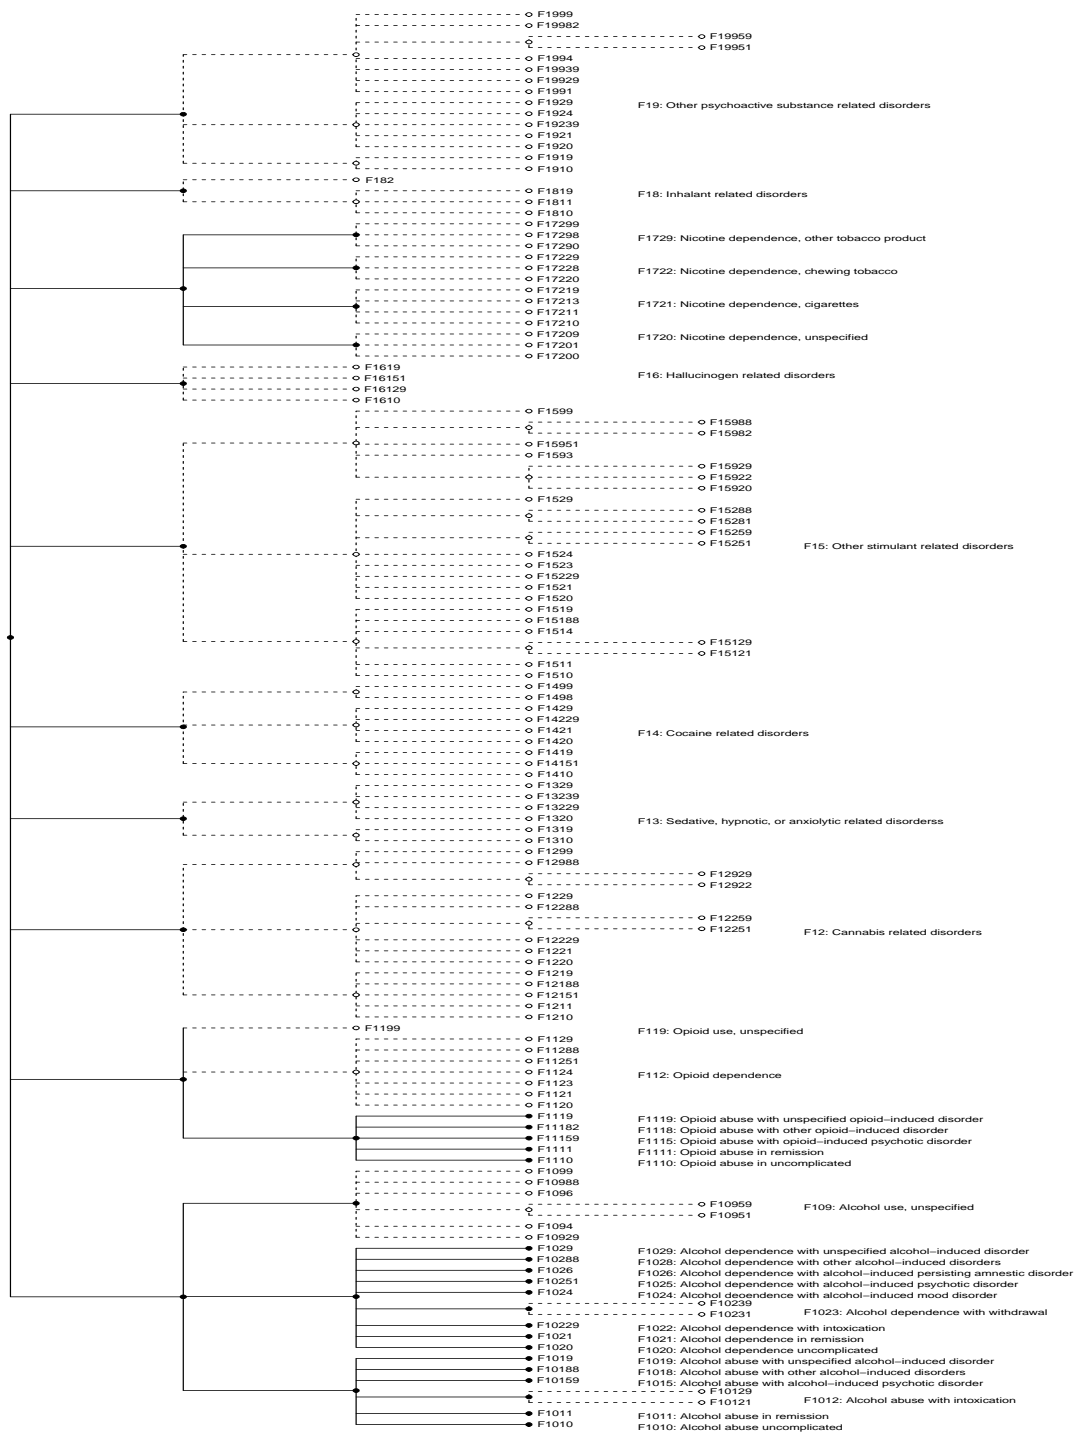 F1999
F19982
F19959
F19951
F1994
F19939
F19929
F1991
F1929
F19: Other psychoactive substance related disorders
F1924
F19239
F1921
F1920
F1919
F1910
F182
F1819
F18: Inhalant related disorders
F1811
F1810
F17299
F17298
F1729: Nicotine dependence, other tobacco product
F17290
F17229
F17228
F1722: Nicotine dependence, chewing tobacco
F17220
F17219
F17213
F1721: Nicotine dependence, cigarettes
F17211
F17210
F17209
F1720: Nicotine dependence, unspecified
F17201
F17200
F1619
F16: Hallucinogen related disorders
F16151
F16129
F1610
F1599
F15988
F15982
F15951
F1593
F15929
F15922
F15920
F1529
F15288
F15281
F15259
F15251
F15: Other stimulant related disorders
F1524
F1523
F15229
F1521
F1520
F1519
F15188
F1514
F15129
F15121
F1511
F1510
F1499
F1498
F1429
F14229
F1421
F14: Cocaine related disorders
F1420
F1419
F14151
F1410
F1329
F13239
F13229
F1320
F13: Sedative, hypnotic, or anxiolytic related disorderss
F1319
F1310
F1299
F12988
F12929
F12922
F1229
F12288
F12259
F12251
F12: Cannabis related disorders
F12229
F1221
F1220
F1219
F12188
F12151
F1211
F1210
F1199
F119: Opioid use, unspecified
F1129
F11288
F11251
F1124
F112: Opioid dependence
F1123
F1121
F1120
F1119
F1119: Opioid abuse with unspecified opioid−induced disorder
F11182
F1118: Opioid abuse with other opioid−induced disorder
F11159
F1115: Opioid abuse with opioid−induced psychotic disorder
F1111
F1111: Opioid abuse in remission
F1110
F1110: Opioid abuse in uncomplicated
F1099
F10988
F1096
F10959
F109: Alcohol use, unspecified
F10951
F1094
F10929
F1029
F1029: Alcohol dependence with unspecified alcohol−induced disorder
F10288
F1028: Alcohol dependence with other alcohol−induced disorders
F1026
F1026: Alcohol dependence with alcohol−induced persisting amnestic disorder
F10251
F1025: Alcohol dependence with alcohol−induced psychotic disorder
F1024
F1024: Alcohol dependence with alcohol−induced mood disorder
F10239
F10231
F1023: Alcohol dependence with withdrawal
F10229
F1022: Alcohol dependence with intoxication
F1021
F1021: Alcohol dependence in remission
F1020
F1020: Alcohol dependence uncomplicated
F1019
F1019: Alcohol abuse with unspecified alcohol−induced disorder
F10188
F1018: Alcohol abuse with other alcohol−induced disorders
F10159
F1015: Alcohol abuse with alcohol−induced psychotic disorder
F10129
F10121
F1012: Alcohol abuse with intoxication
F1011
F1011: Alcohol abuse in remission
F1010
F1010: Alcohol abuse uncomplicated